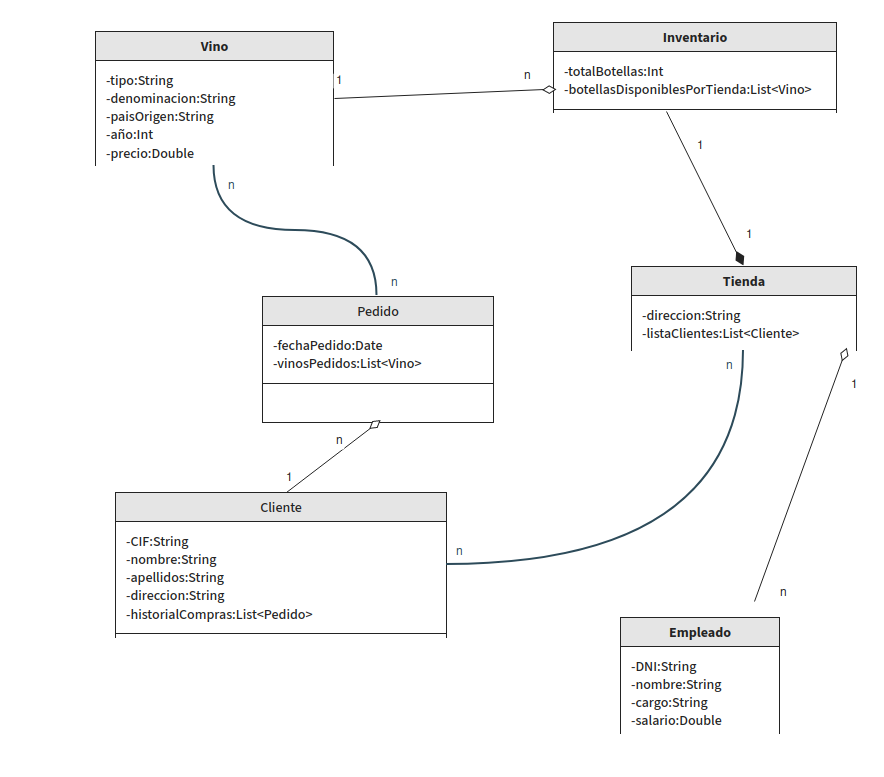 Vino
-tipo:String
-denominacion:String
-paisOrigen:String
-año:Int
-precio:Double
1
n
Inventario
-totalBotellas:Int
-botellasDisponiblesPorTienda:List<Vino>
1
1
n
n
Pedido
-fechaPedido:Date
-vinosPedidos:List<Vino>
Tienda
-direccion:String
-listaClientes:List<Cliente>
n
1
n
1
Cliente
-CIF:String
-nombre:String
-apellidos:String
-direccion:String
-historialCompras:List<Pedido>
n
n
Empleado
-DNI:String
-nombre:String
-cargo:String
-salario:Double